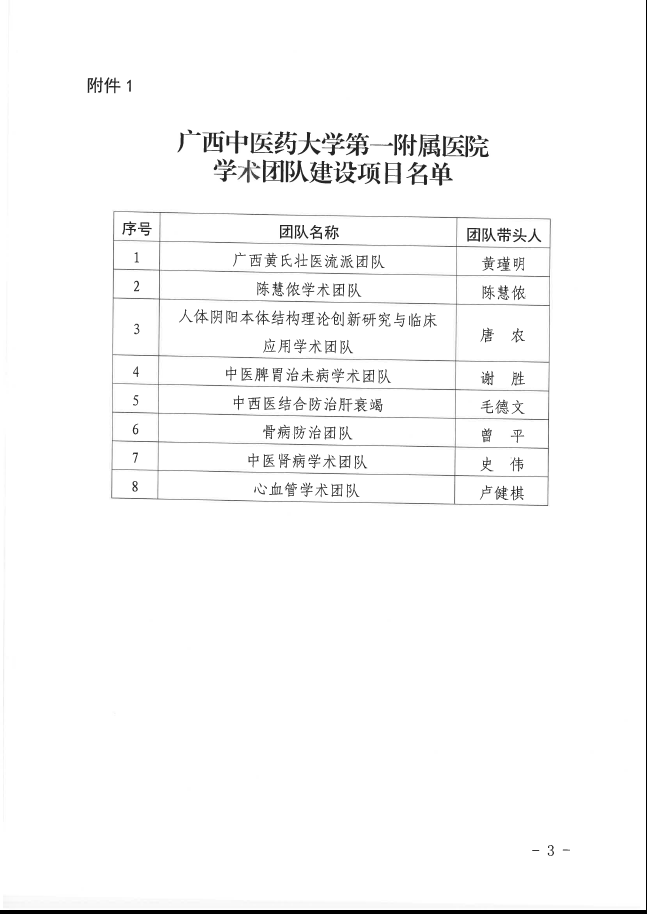 附件 1
广西中医药大学第一附属医院
学术团队建设项目名单
序号 团队名称 团队带头人
1 广西黄氏壮医流派团队 黄瑾明
2 陈慧侬学术团队 陈慧侬
3 人体阴阳本体结构理论创新研究与临床 唐 农
应用学术团队
4 中医脾胃治未病学术团队 谢 胜
5 中西医结合防治肝衰竭 毛德文
6 骨病防治团队 曾 平
7 中医肾病学术团队 史 伟
8 心血管学术团队 卢健棋
- 3 -